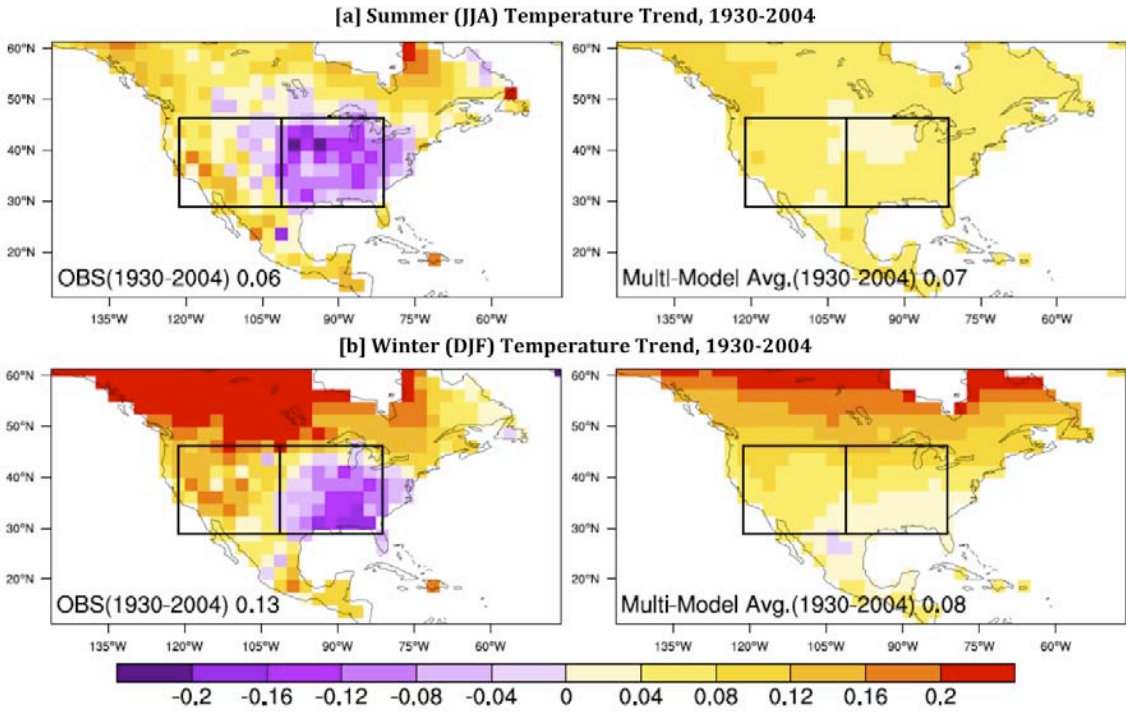 [a] Summer (JJA) Temperature Trend, 1930-2004
60°N
50°N
40°N
30°N
20°N
OBS(1930-2004) 0.06
135°W 120°W 105°W 90°W 75°W 60°W
60°N
50°N
40°N
30°N
20°N
Multi-Model Avg.(1930-2004) 0.07
135°W 120°W 105°W 90°W 75°W 60°W
[b] Winter (DJF) Temperature Trend, 1930-2004
60°N
50°N
40°N
30°N
20°N
OBS(1930-2004) 0.13
135°W 120°W 105°W 90°W 75°W 60°W
60°N
50°N
40°N
30°N
20°N
Multi-Model Avg.(1930-2004) 0.08
135°W 120°W 105°W 90°W 75°W 60°W
-0.2 -0.16 -0.12 -0.08 -0.04 0 0.04 0.08 0.12 0.16 0.2